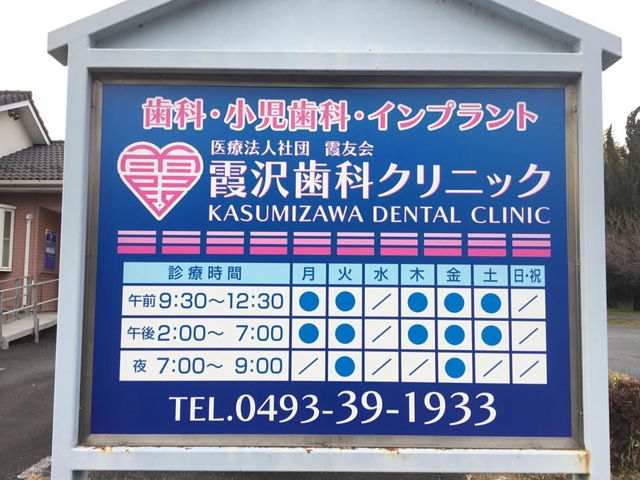 歯科・小児歯科・インプラント
医療法人社団 霞友会
霞沢歯科クリニック
KASUMIZAWA DENTAL CLINIC
診療時間 月 火 水 木 金 土 日・祝
午前 9:30～12:30 ● ● ／ ● ● ● ／
午後 2:00～ 7:00 ● ● ／ ● ● ● ／
夜 7:00～ 9:00 ／ ● ／ ／ ● ／ ／
TEL.0493-39-1933